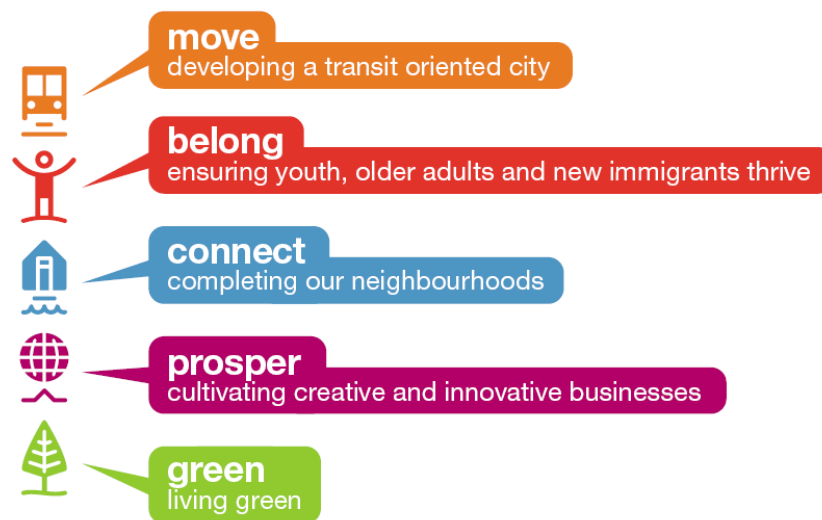 move
developing a transit oriented city
belong
ensuring youth, older adults and new immigrants thrive
connect
completing our neighbourhoods
prosper
cultivating creative and innovative businesses
green
living green